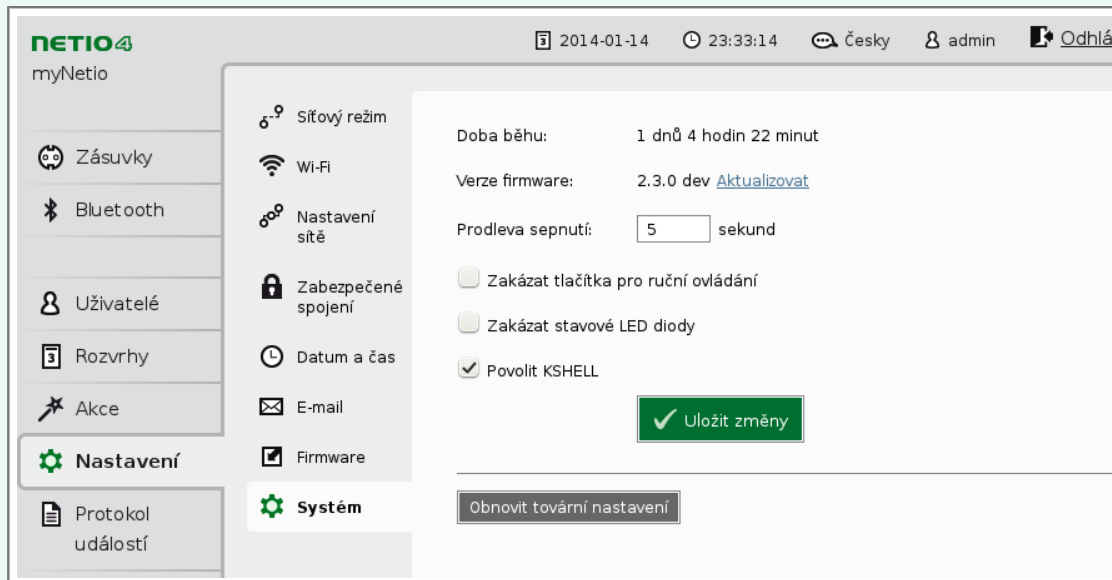 NETIO4
myNetio
2014-01-14 23:33:14 Česky admin Odhlá
Zásuvky
Bluetooth
Uživatelé
Rozvrhy
Akce
Nastavení
Protokol
událostí
Síťový režim
Wi-Fi
Nastavení
sítě
Zabezpečené
spojení
Datum a čas
E-mail
Firmware
Systém
Doba běhu: 1 dnů 4 hodin 22 minut
Verze firmware: 2.3.0 dev Aktualizovat
Prodleva sepnutí: 5 sekund
Zakázat tlačítka pro ruční ovládání
Zakázat stavové LED diody
Povolit KSHELL
Uložit změny
Obnovit tovární nastavení